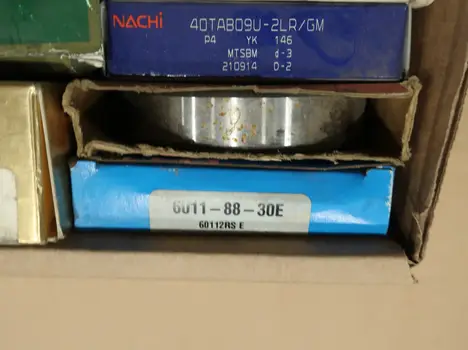 NACHi 40TAB09U-2LR/GM
P4 YK 146
MTSBM d-3
210914 D-2
6011-88-30E
60112RS E